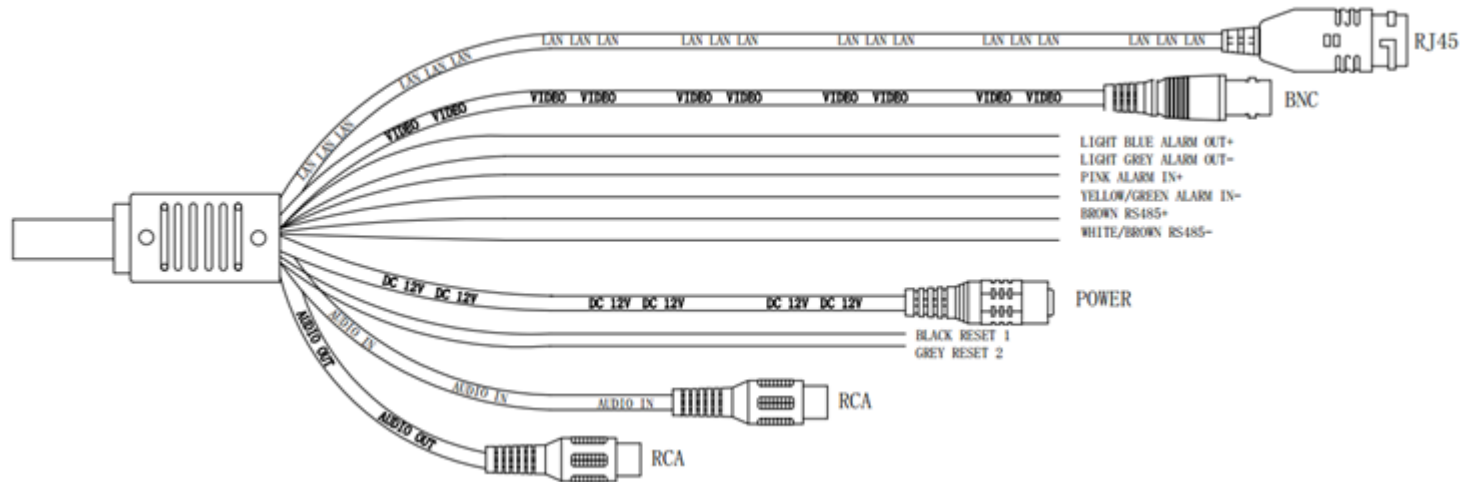 LAN LAN LAN LAN LAN LAN LAN LAN LAN LAN LAN LAN LAN LAN LAN LAN LAN LAN LAN LAN LAN RJ45
VIDEO VIDEO VIDEO VIDEO VIDEO VIDEO VIDEO VIDEO VIDEO VIDEO BNC
LIGHT BLUE ALARM OUT+
LIGHT GREY ALARM OUT-
PINK ALARM IN+
YELLOW/GREEN ALARM IN-
BROWN RS485+
WHITE/BROWN RS485-
DC 12V DC 12V DC 12V DC 12V DC 12V DC 12V POWER
BLACK RESET 1
GREY RESET 2
AUDIO IN AUDIO IN AUDIO IN RCA
AUDIO OUT AUDIO OUT RCA